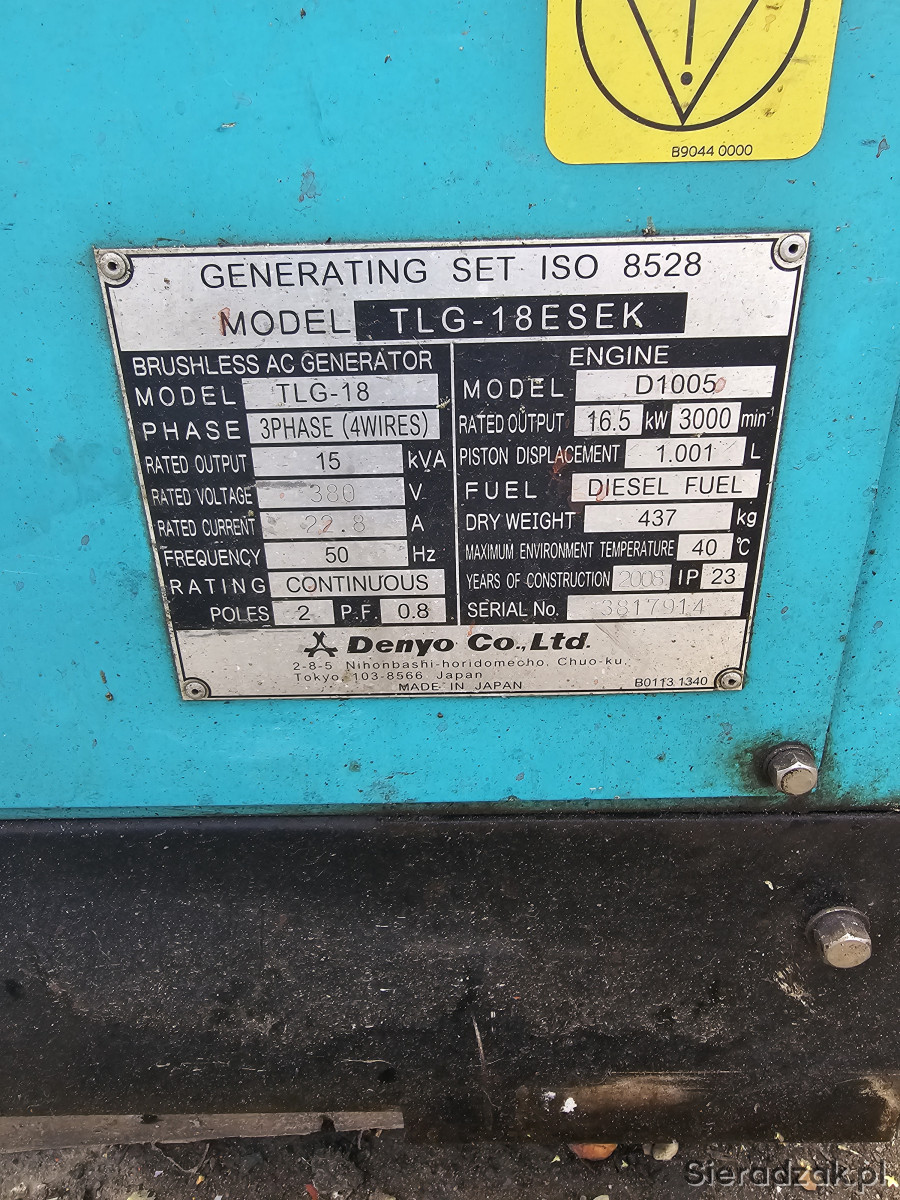 B9044 0000
GENERATING SET ISO 8528
MODEL TLG-18ESEK
BRUSHLESS AC GENERATOR
MODEL TLG-18
PHASE 3PHASE (4WIRES)
RATED OUTPUT 15 kVA
RATED VOLTAGE 380 V
RATED CURRENT 22.8 A
FREQUENCY 50 Hz
RATING CONTINUOUS
POLES 2 P.F. 0.8
ENGINE
MODEL D1005
RATED OUTPUT 16.5 kW 3000 min⁻¹
PISTON DISPLACEMENT 1.001 L
FUEL DIESEL FUEL
DRY WEIGHT 437 kg
MAXIMUM ENVIRONMENT TEMPERATURE 40 ℃
YEARS OF CONSTRUCTION 2008 IP 23
SERIAL No. 3817914
Denyo Co., Ltd.
2-8-5 Nihonbashi-horidomecho, Chuo-ku,
Tokyo, 103-8566 Japan
MADE IN JAPAN
B0113 1340
Sieradzak.pl